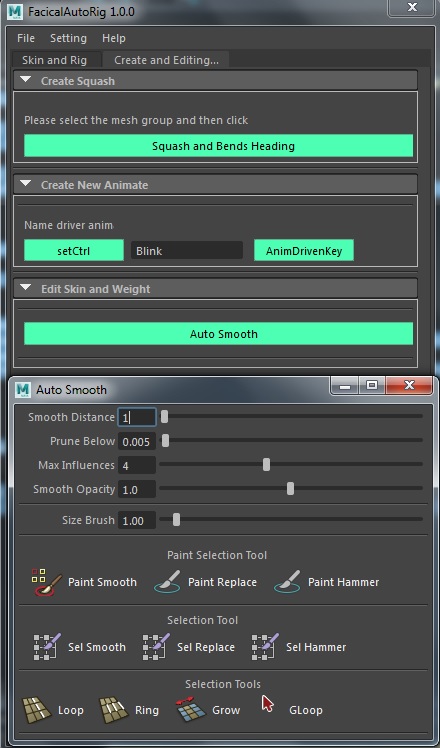 FacicalAutoRig 1.0.0
File Setting Help
Skin and Rig Create and Editing...
Create Squash
Please select the mesh group and then click
Squash and Bends Heading
Create New Animate
Name driver anim
setCtrl Blink AnimDrivenKey
Edit Skin and Weight
Auto Smooth
Auto Smooth
Smooth Distance 1
Prune Below 0.005
Max Influences 4
Smooth Opacity 1.0
Size Brush 1.00
Paint Selection Tool
Paint Smooth Paint Replace Paint Hammer
Selection Tool
Sel Smooth Sel Replace Sel Hammer
Selection Tools
Loop Ring Grow GLoop